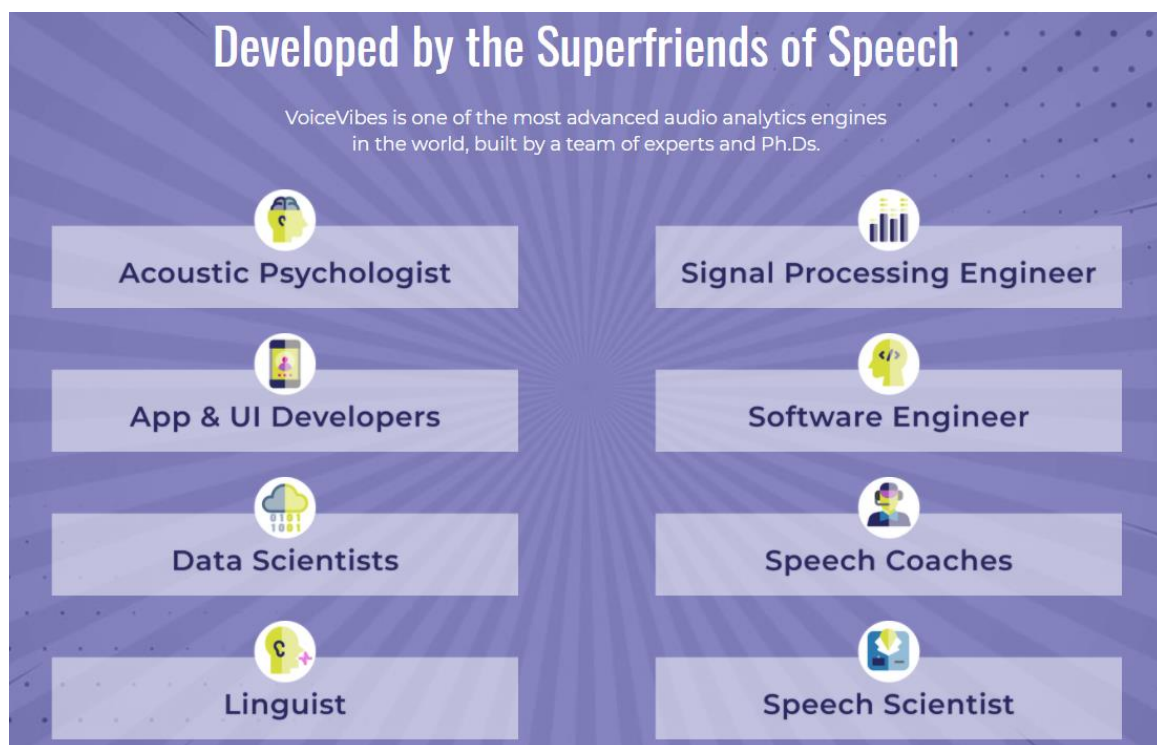 Developed by the Superfriends of Speech
VoiceVibes is one of the most advanced audio analytics engines
in the world, built by a team of experts and Ph.Ds.
Acoustic Psychologist
Signal Processing Engineer
App & UI Developers
</>
Software Engineer
0101
1001
Data Scientists
Speech Coaches
Linguist
Speech Scientist